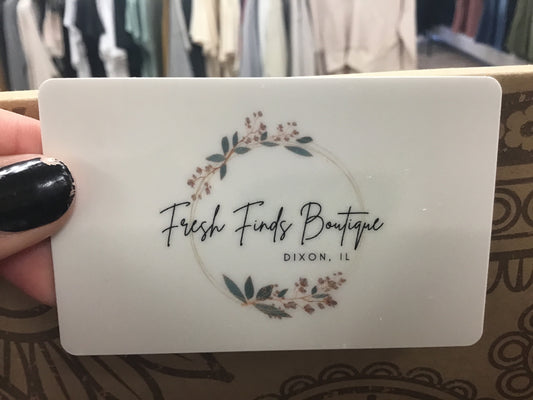 Fresh Finds Boutique
DIXON, IL